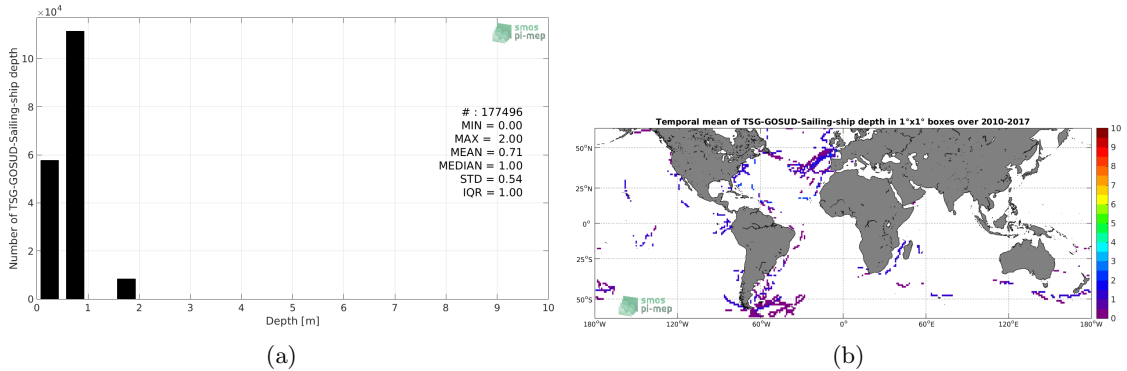 ×10⁴
10
8
6
4
2
0
Number of TSG-GOSUD-Sailing-ship depth
smos
pi-mep
# : 177496
MIN = 0.00
MAX = 2.00
MEAN = 0.71
MEDIAN = 1.00
STD = 0.54
IQR = 1.00
0 1 2 3 4 5 6 7 8 9 10
Depth [m]
(a)
Temporal mean of TSG-GOSUD-Sailing-ship depth in 1°x1° boxes over 2010-2017
50°N
25°N
0°
25°S
50°S
smos
pi-mep
180°W 120°W 60°W 0° 60°E 120°E 180°W
10
9
8
7
6
5
4
3
2
1
0
(b)